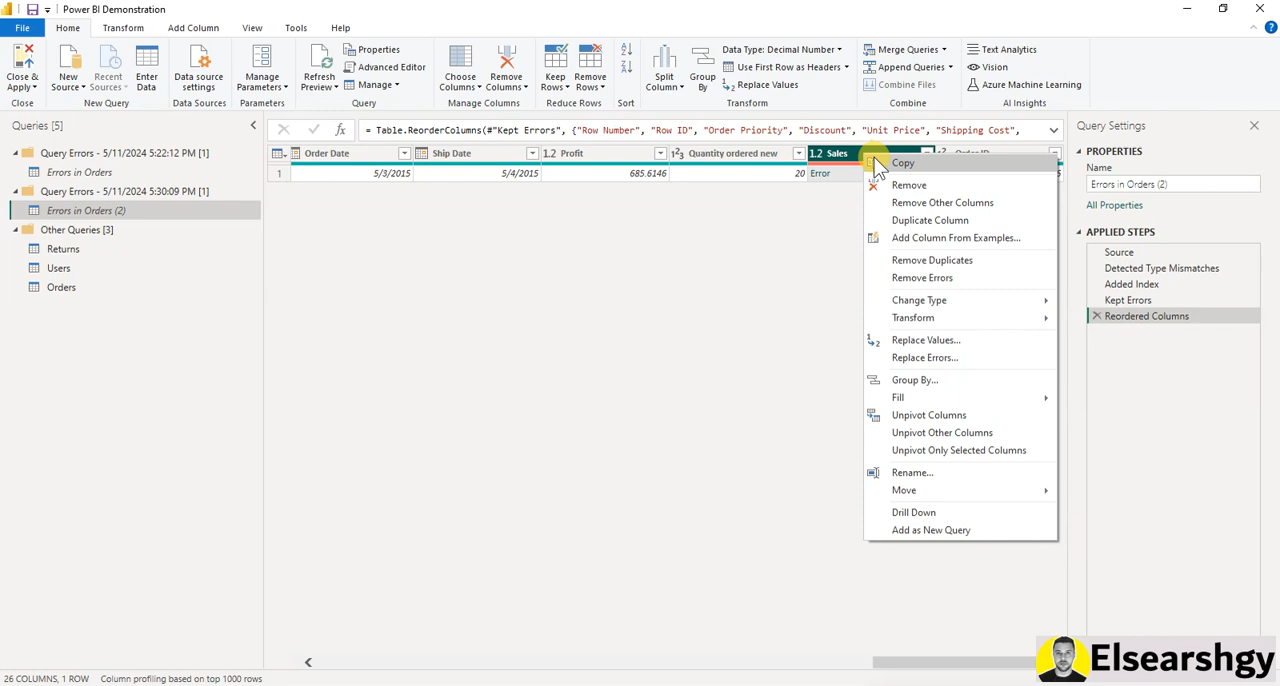 Power BI Demonstration
File Home Transform Add Column View Tools Help
Close & Apply
New Source
Recent Sources
Enter Data
Data source settings
Manage Parameters
Refresh Preview
Properties
Advanced Editor
Manage
Choose Columns
Remove Columns
Keep Rows
Remove Rows
Split Column
Group By
Data Type: Decimal Number
Use First Row as Headers
Replace Values
Merge Queries
Append Queries
Combine Files
Text Analytics
Vision
Azure Machine Learning
Close New Query Data Sources Parameters Query Manage Columns Reduce Rows Sort Transform Combine AI Insights
Queries [5]
Query Errors - 5/11/2024 5:22:12 PM [1]
Errors in Orders
Query Errors - 5/11/2024 5:30:09 PM [1]
Errors in Orders (2)
Other Queries [3]
Returns
Users
Orders
fx = Table.ReorderColumns(#"Kept Errors", {"Row Number", "Row ID", "Order Priority", "Discount", "Unit Price", "Shipping Cost",
Order Date Ship Date 1.2 Profit 1²3 Quantity ordered new 1.2 Sales
1 5/3/2015 5/4/2015 685.6146 20 Error
Copy
Remove
Remove Other Columns
Duplicate Column
Add Column From Examples...
Remove Duplicates
Remove Errors
Change Type
Transform
Replace Values...
Replace Errors...
Group By...
Fill
Unpivot Columns
Unpivot Other Columns
Unpivot Only Selected Columns
Rename...
Move
Drill Down
Add as New Query
Query Settings
PROPERTIES
Name
Errors in Orders (2)
All Properties
APPLIED STEPS
Source
Detected Type Mismatches
Added Index
Kept Errors
Reordered Columns
26 COLUMNS, 1 ROW Column profiling based on top 1000 rows
Elsearshgy